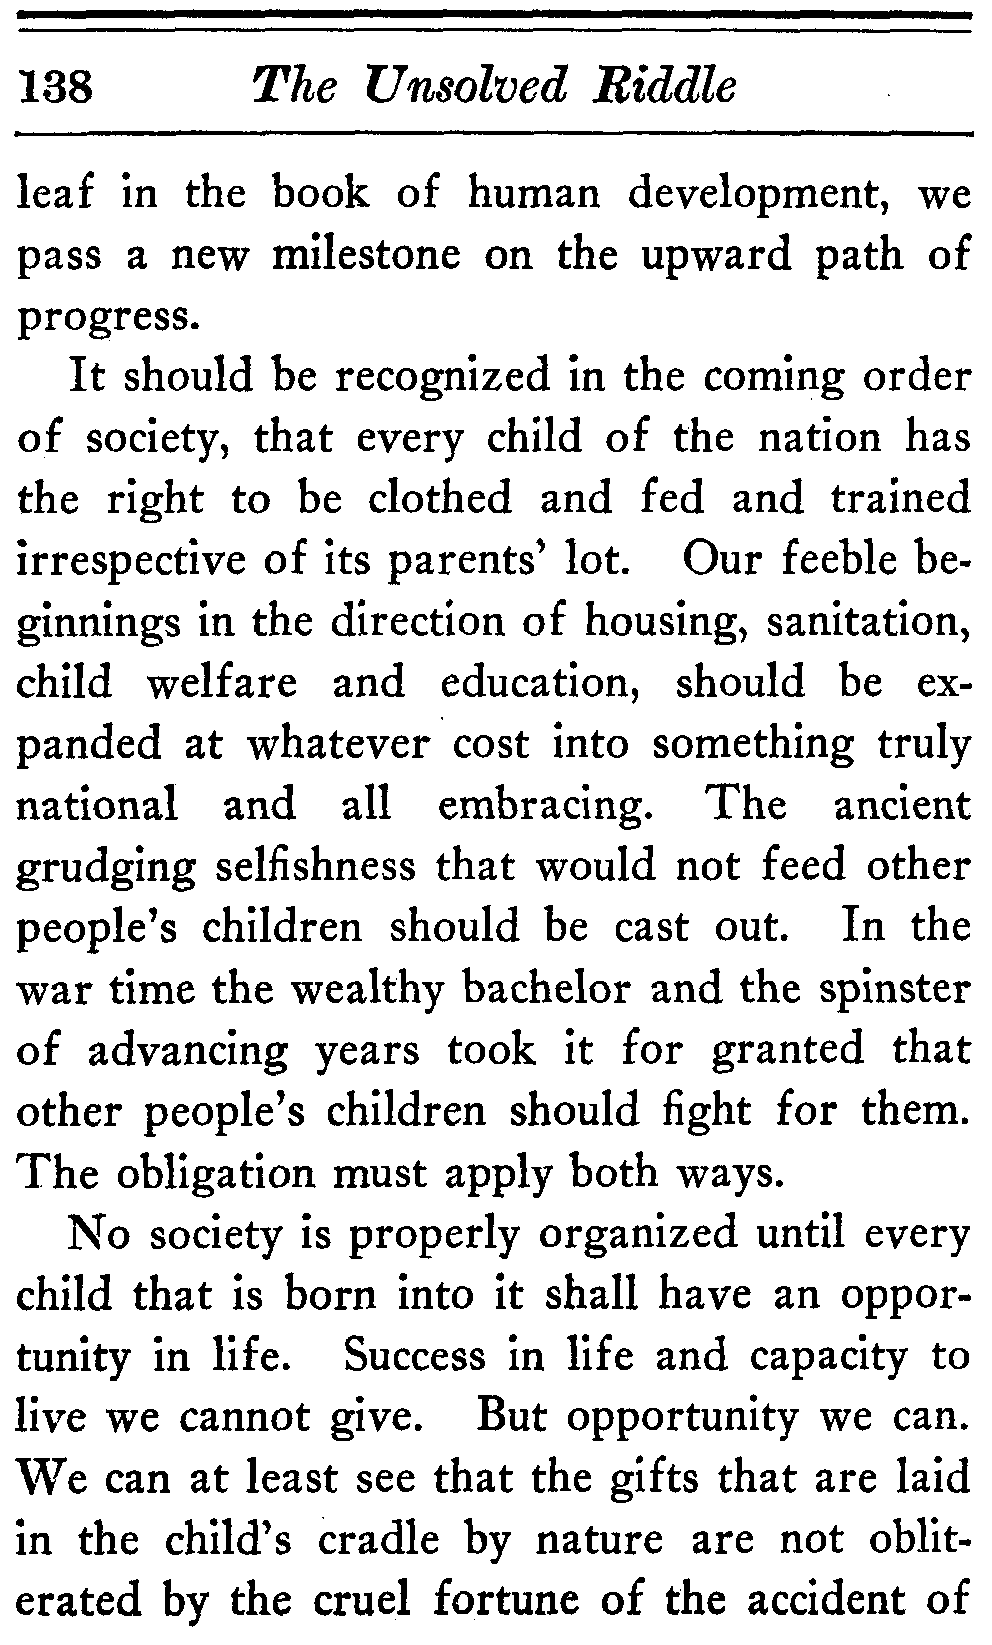 138 The Unsolved Riddle
leaf in the book of human development, we
pass a new milestone on the upward path of
progress.
It should be recognized in the coming order
of society, that every child of the nation has
the right to be clothed and fed and trained
irrespective of its parents' lot. Our feeble be-
ginnings in the direction of housing, sanitation,
child welfare and education, should be ex-
panded at whatever cost into something truly
national and all embracing. The ancient
grudging selfishness that would not feed other
people's children should be cast out. In the
war time the wealthy bachelor and the spinster
of advancing years took it for granted that
other people's children should fight for them.
The obligation must apply both ways.
No society is properly organized until every
child that is born into it shall have an oppor-
tunity in life. Success in life and capacity to
live we cannot give. But opportunity we can.
We can at least see that the gifts that are laid
in the child's cradle by nature are not oblit-
erated by the cruel fortune of the accident of